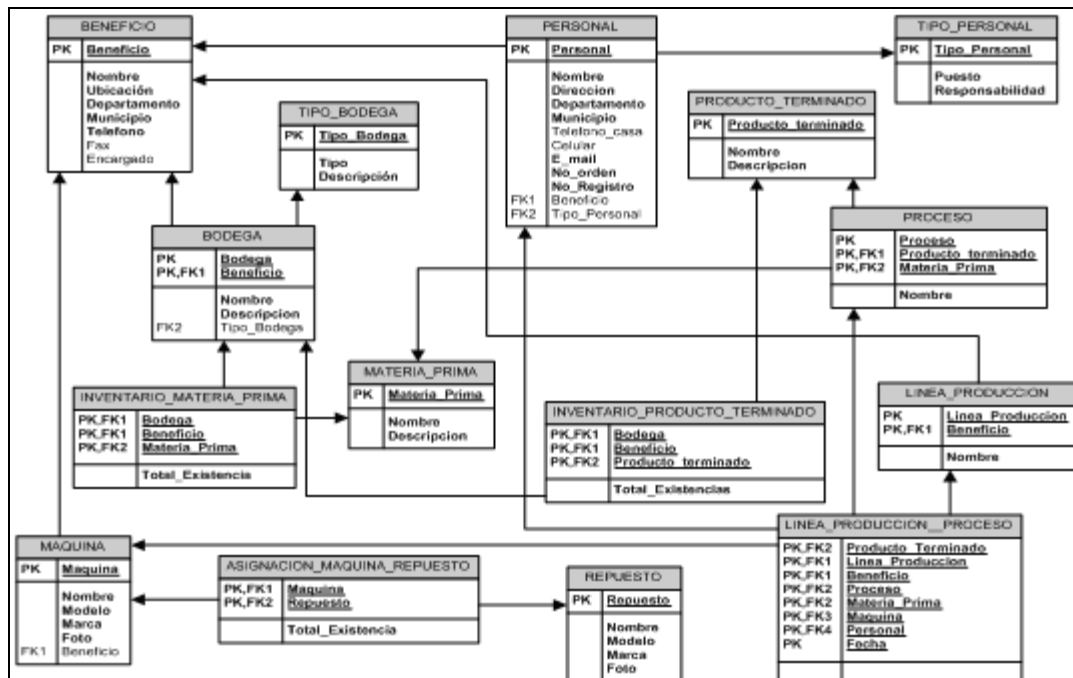 BENEFICIO
PK Beneficio
Nombre
Ubicación
Departamento
Municipio
Telefono
Fax
Encargado
PERSONAL
PK Personal
Nombre
Direccion
Departamento
Municipio
Telefono_casa
Celular
E_mail
No_orden
No_Registro
FK1 Beneficio
FK2 Tipo_Personal
TIPO_PERSONAL
PK Tipo_Personal
Puesto
Responsabilidad
TIPO_BODEGA
PK Tipo_Bodega
Tipo
Descripción
PRODUCTO_TERMINADO
PK Producto_terminado
Nombre
Descripcion
BODEGA
PK Bodega
PK,FK1 Beneficio
Nombre
Descripcion
FK2 Tipo_Bodega
PROCESO
PK Proceso
PK,FK1 Producto_terminado
PK,FK2 Materia_Prima
Nombre
MATERIA_PRIMA
PK Materia_Prima
Nombre
Descripcion
INVENTARIO_MATERIA_PRIMA
PK,FK1 Bodega
PK,FK1 Beneficio
PK,FK2 Materia_Prima
Total_Existencia
INVENTARIO_PRODUCTO_TERMINADO
PK,FK1 Bodega
PK,FK1 Beneficio
PK,FK2 Producto_terminado
Total_Existencias
LINEA_PRODUCCION
PK Linea_Produccion
PK,FK1 Beneficio
Nombre
MAQUINA
PK Maquina
Nombre
Modelo
Marca
Foto
FK1 Beneficio
ASIGNACION_MAQUINA_REPUESTO
PK,FK1 Maquina
PK,FK2 Repuesto
Total_Existencia
REPUESTO
PK Repuesto
Nombre
Modelo
Marca
Foto
LINEA_PRODUCCION__PROCESO
PK,FK2 Producto_Terminado
PK,FK1 Linea_Produccion
PK,FK1 Beneficio
PK,FK2 Proceso
PK,FK2 Materia_Prima
PK,FK3 Maquina
PK,FK4 Personal
PK Fecha